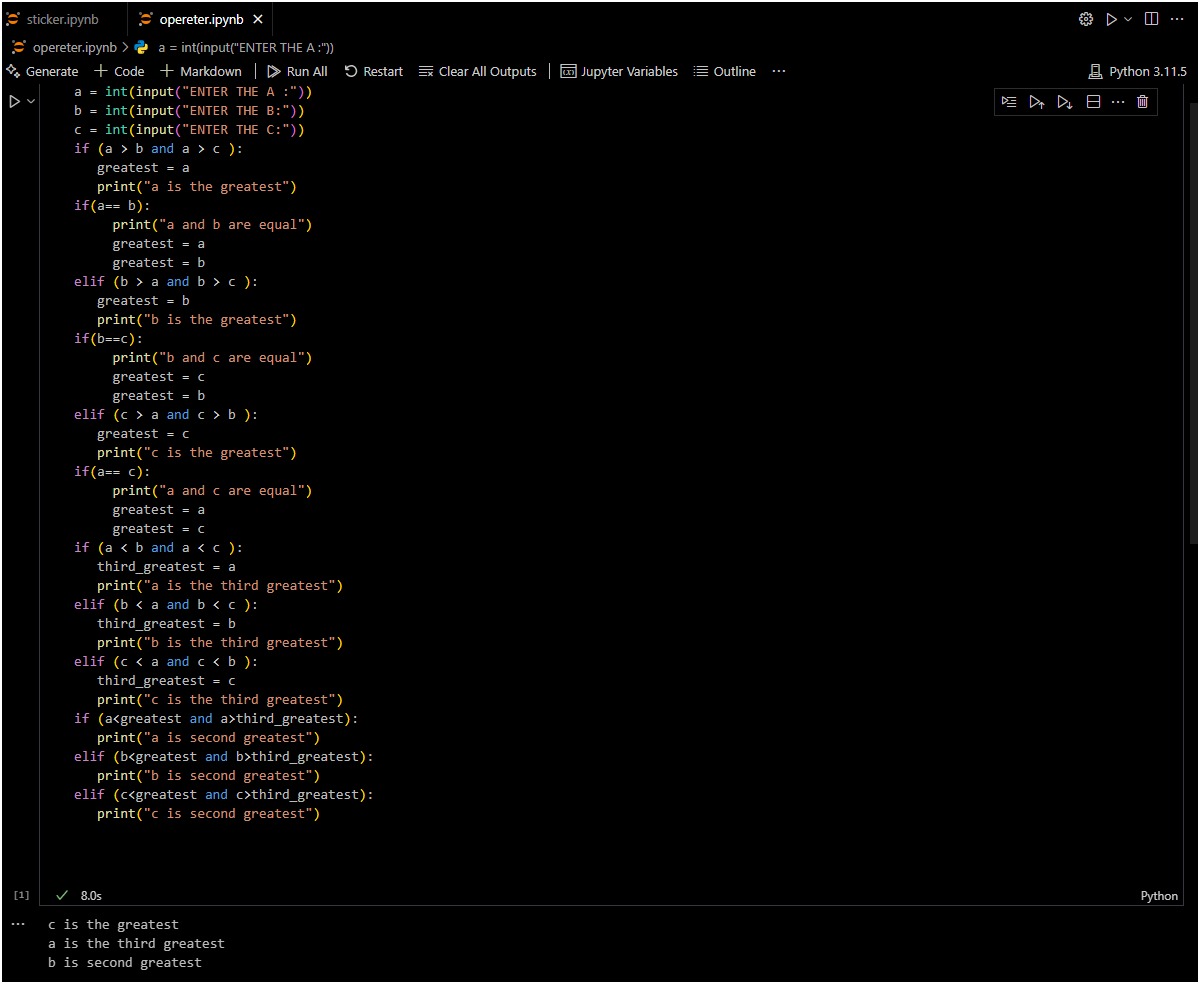 sticker.ipynb opereter.ipynb
opereter.ipynb > a = int(input("ENTER THE A :"))
Generate + Code + Markdown Run All Restart Clear All Outputs Jupyter Variables Outline ... Python 3.11.5
a = int(input("ENTER THE A :"))
b = int(input("ENTER THE B:"))
c = int(input("ENTER THE C:"))
if (a > b and a > c ):
   greatest = a
   print("a is the greatest")
if(a== b):
     print("a and b are equal")
     greatest = a
     greatest = b
elif (b > a and b > c ):
   greatest = b
   print("b is the greatest")
if(b==c):
     print("b and c are equal")
     greatest = c
     greatest = b
elif (c > a and c > b ):
   greatest = c
   print("c is the greatest")
if(a== c):
     print("a and c are equal")
     greatest = a
     greatest = c
if (a < b and a < c ):
   third_greatest = a
   print("a is the third greatest")
elif (b < a and b < c ):
   third_greatest = b
   print("b is the third greatest")
elif (c < a and c < b ):
   third_greatest = c
   print("c is the third greatest")
if (a<greatest and a>third_greatest):
   print("a is second greatest")
elif (b<greatest and b>third_greatest):
   print("b is second greatest")
elif (c<greatest and c>third_greatest):
   print("c is second greatest")
[1] 8.0s Python
... c is the greatest
a is the third greatest
b is second greatest